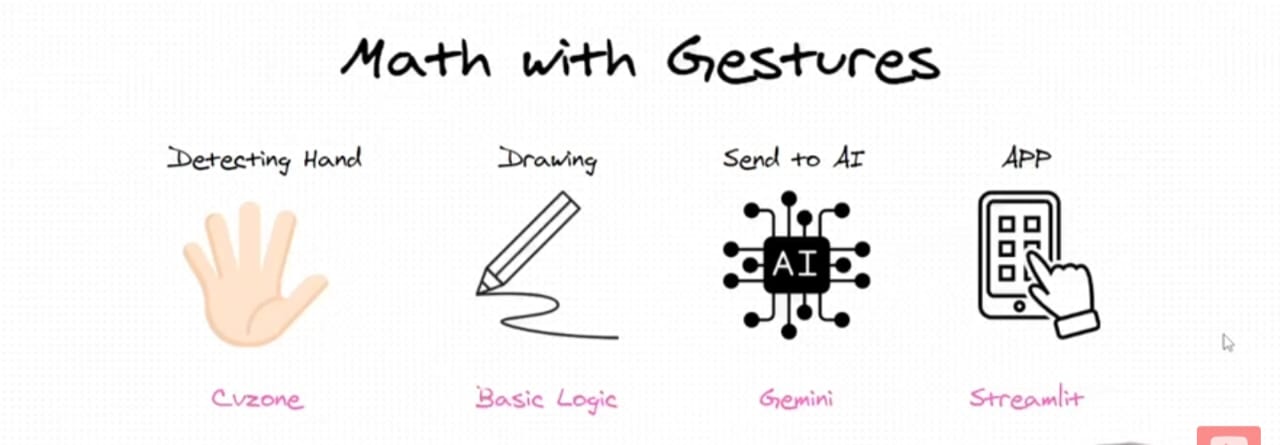 Math with Gestures
Detecting Hand
Drawing
Send to AI
APP
AI
Cvzone
Basic Logic
Gemini
Streamlit